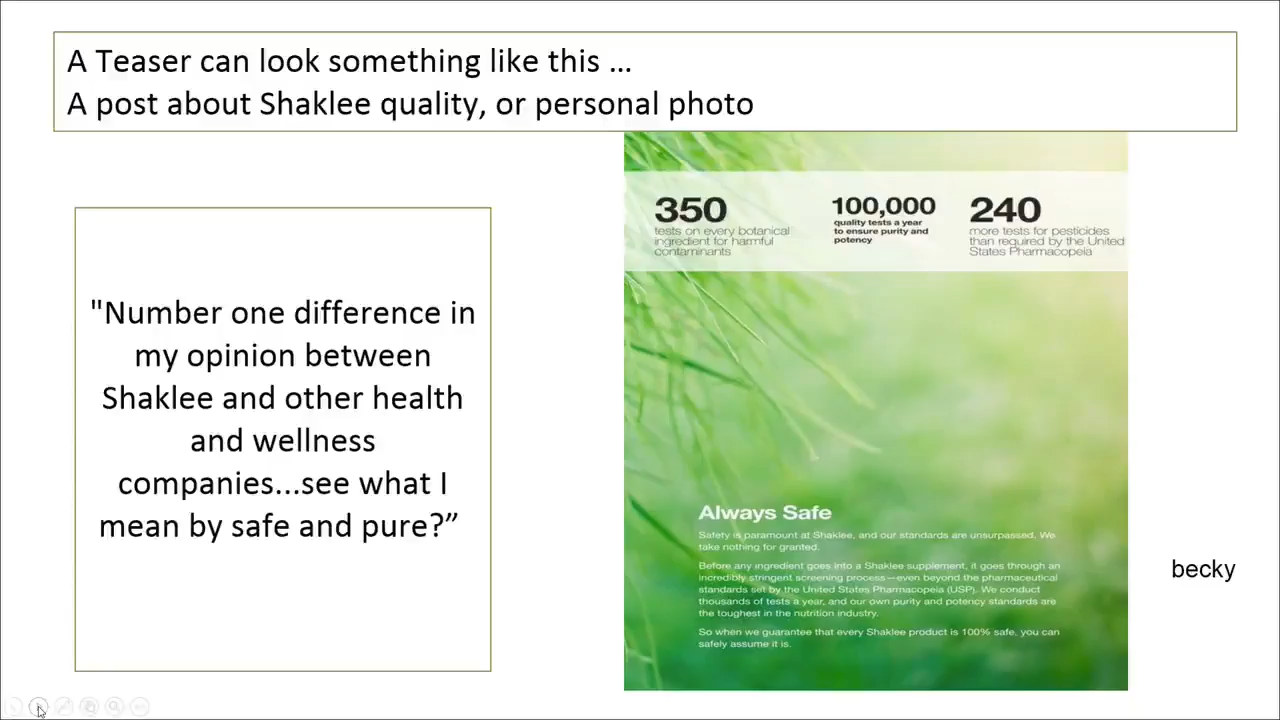 A Teaser can look something like this ...
A post about Shaklee quality, or personal photo
350
tests on every botanical
ingredient for harmful
contaminants
100,000
quality tests a year
to ensure purity and
potency
240
more tests for pesticides
than required by the United
States Pharmacopeia
"Number one difference in
my opinion between
Shaklee and other health
and wellness
companies...see what I
mean by safe and pure?”
Always Safe
Safety is paramount at Shaklee, and our standards are unsurpassed. We
take nothing for granted.
Before any ingredient goes into a Shaklee supplement, it goes through an
incredibly stringent screening process—even beyond the pharmaceutical
standards set by the United States Pharmacopeia (USP). We conduct
thousands of tests a year, and our own purity and potency standards are
the toughest in the nutrition industry.
So when we guarantee that every Shaklee product is 100% safe, you can
safely assume it is.
becky